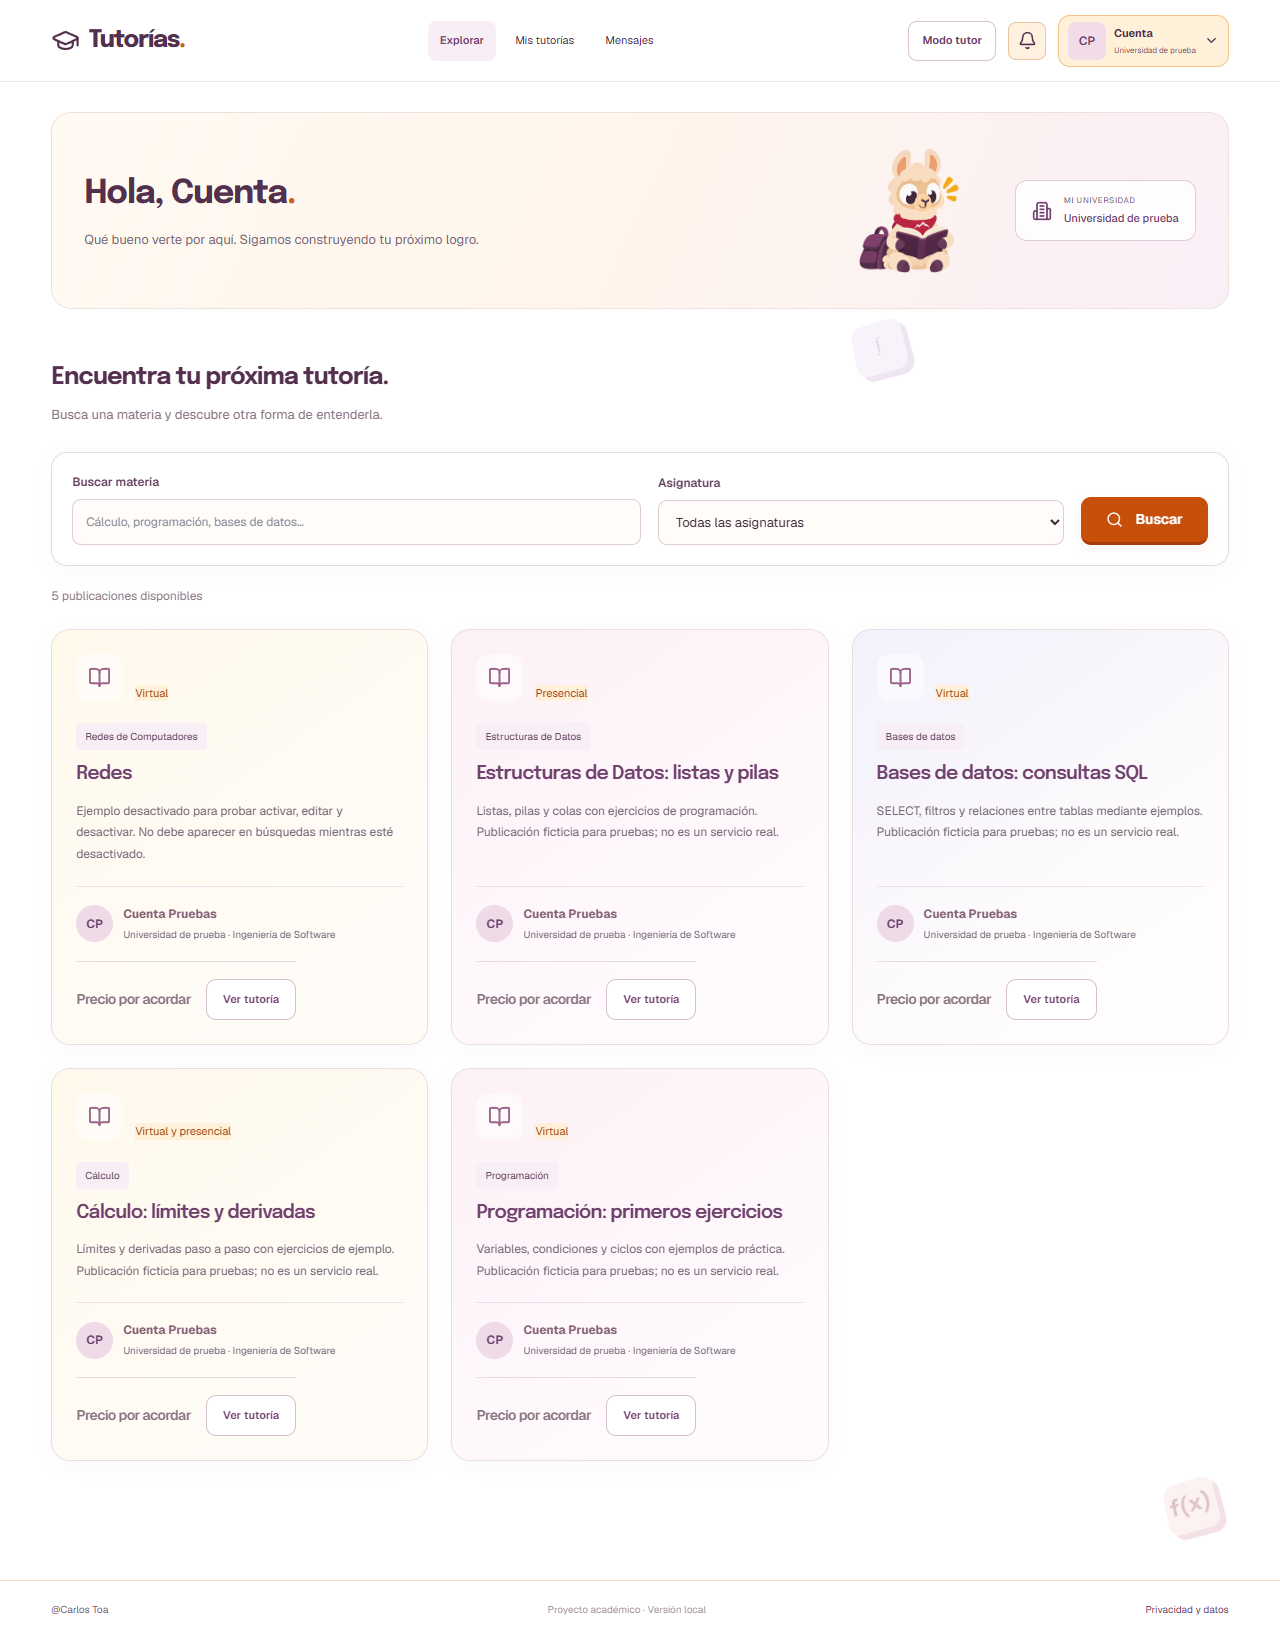 Tutorías.
Explorar
Mis tutorías
Mensajes
Modo tutor
CP
Cuenta
Universidad de prueba
Hola, Cuenta.
Qué bueno verte por aquí. Sigamos construyendo tu próximo logro.
MI UNIVERSIDAD
Universidad de prueba
∫
Encuentra tu próxima tutoría.
Busca una materia y descubre otra forma de entenderla.
Buscar materia
Cálculo, programación, bases de datos...
Asignatura
Todas las asignaturas
Buscar
5 publicaciones disponibles
Virtual
Redes de Computadores
Redes
Ejemplo desactivado para probar activar, editar y
desactivar. No debe aparecer en búsquedas mientras esté
desactivado.
CP
Cuenta Pruebas
Universidad de prueba · Ingeniería de Software
Precio por acordar
Ver tutoría
Presencial
Estructuras de Datos
Estructuras de Datos: listas y pilas
Listas, pilas y colas con ejercicios de programación.
Publicación ficticia para pruebas; no es un servicio real.
CP
Cuenta Pruebas
Universidad de prueba · Ingeniería de Software
Precio por acordar
Ver tutoría
Virtual
Bases de datos
Bases de datos: consultas SQL
SELECT, filtros y relaciones entre tablas mediante ejemplos.
Publicación ficticia para pruebas; no es un servicio real.
CP
Cuenta Pruebas
Universidad de prueba · Ingeniería de Software
Precio por acordar
Ver tutoría
Virtual y presencial
Cálculo
Cálculo: límites y derivadas
Límites y derivadas paso a paso con ejercicios de ejemplo.
Publicación ficticia para pruebas; no es un servicio real.
CP
Cuenta Pruebas
Universidad de prueba · Ingeniería de Software
Precio por acordar
Ver tutoría
Virtual
Programación
Programación: primeros ejercicios
Variables, condiciones y ciclos con ejemplos de práctica.
Publicación ficticia para pruebas; no es un servicio real.
CP
Cuenta Pruebas
Universidad de prueba · Ingeniería de Software
Precio por acordar
Ver tutoría
f(x)
@Carlos Toa
Proyecto académico · Versión local
Privacidad y datos